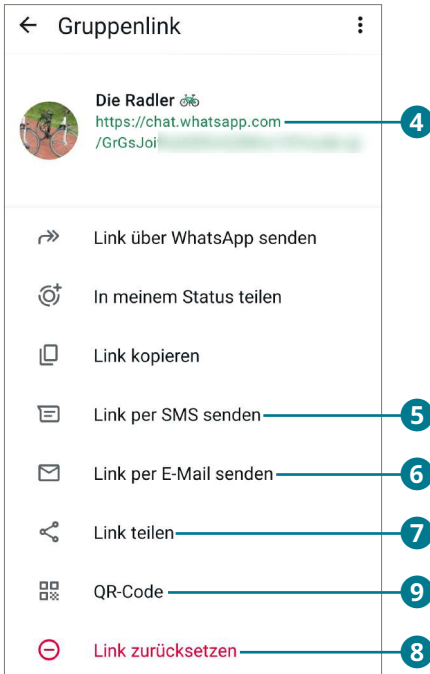 Gruppenlink
Die Radler
https://chat.whatsapp.com
4
/GrGsJoi
Link über WhatsApp senden
In meinem Status teilen
Link kopieren
Link per SMS senden
5
Link per E-Mail senden
6
Link teilen
7
QR-Code
9
Link zurücksetzen
8